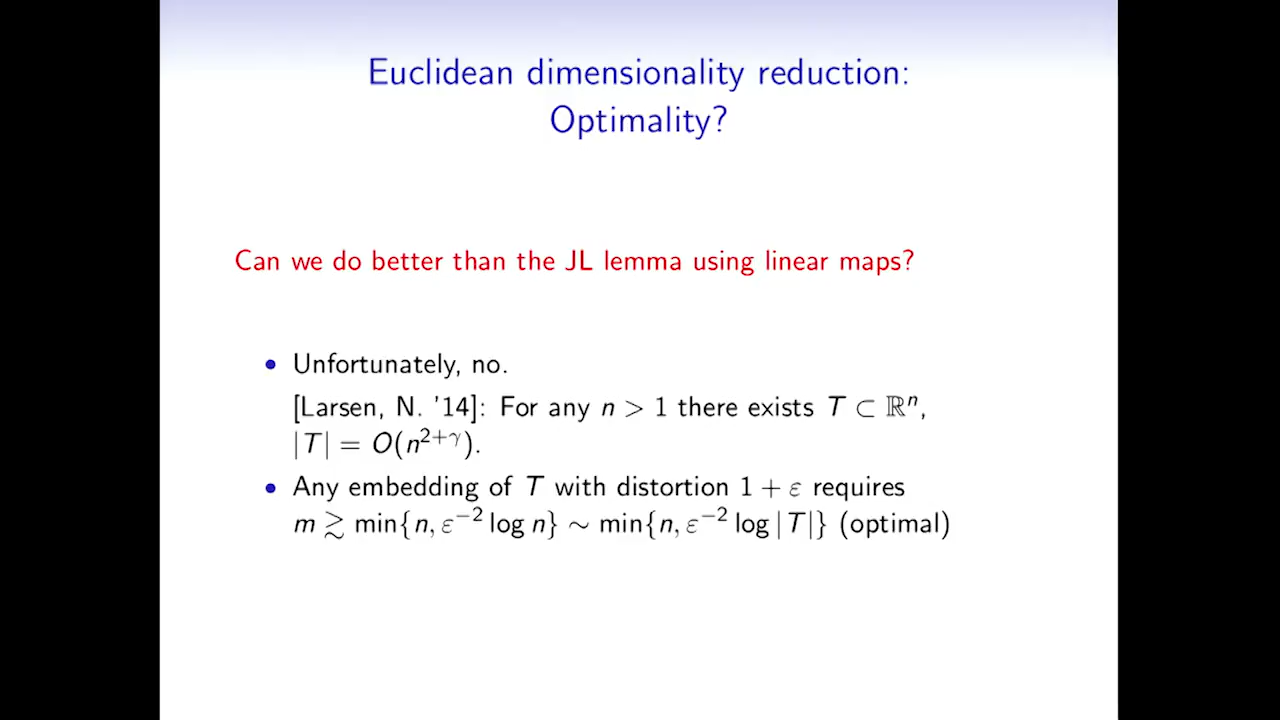 Euclidean dimensionality reduction:
Optimality?
Can we do better than the JL lemma using linear maps?
• Unfortunately, no.
[Larsen, N. '14]: For any n > 1 there exists T ⊂ ℝⁿ,
|T| = O(n²⁺ᵞ).
• Any embedding of T with distortion 1 + ε requires
m ≳ min{n, ε⁻² log n} ∼ min{n, ε⁻² log |T|} (optimal)